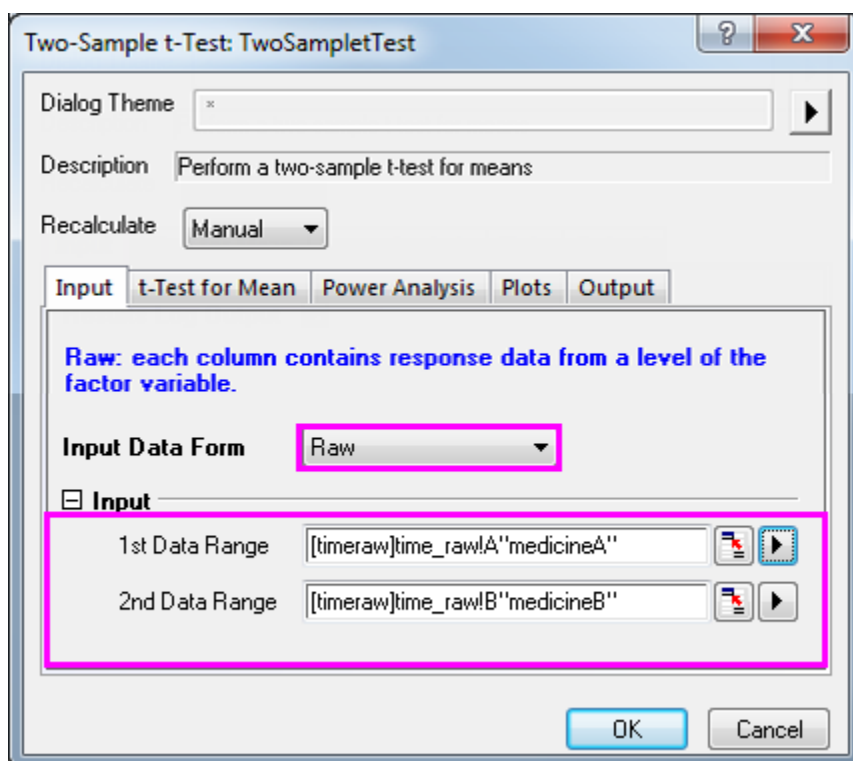 Two-Sample t-Test: TwoSampletTest
Dialog Theme *
Description Perform a two-sample t-test for means
Recalculate Manual
Input t-Test for Mean Power Analysis Plots Output
Raw: each column contains response data from a level of the
factor variable.
Input Data Form Raw
Input
1st Data Range [timeraw]time_raw!A"medicineA"
2nd Data Range [timeraw]time_raw!B"medicineB"
OK Cancel